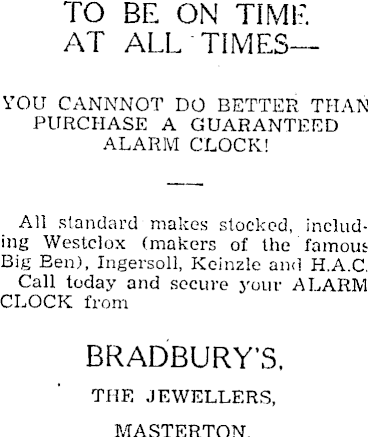 TO BE ON TIME
AT ALL TIMES—
YOU CANNNOT DO BETTER THAN
PURCHASE A GUARANTEED
ALARM CLOCK!
All standard makes stocked, includ-
ing Westclox (makers of the famous
Big Ben), Ingersoll, Keinzle and H.A.C.
Call today and secure your ALARM
CLOCK from
BRADBURY'S,
THE JEWELLERS,
MASTERTON.